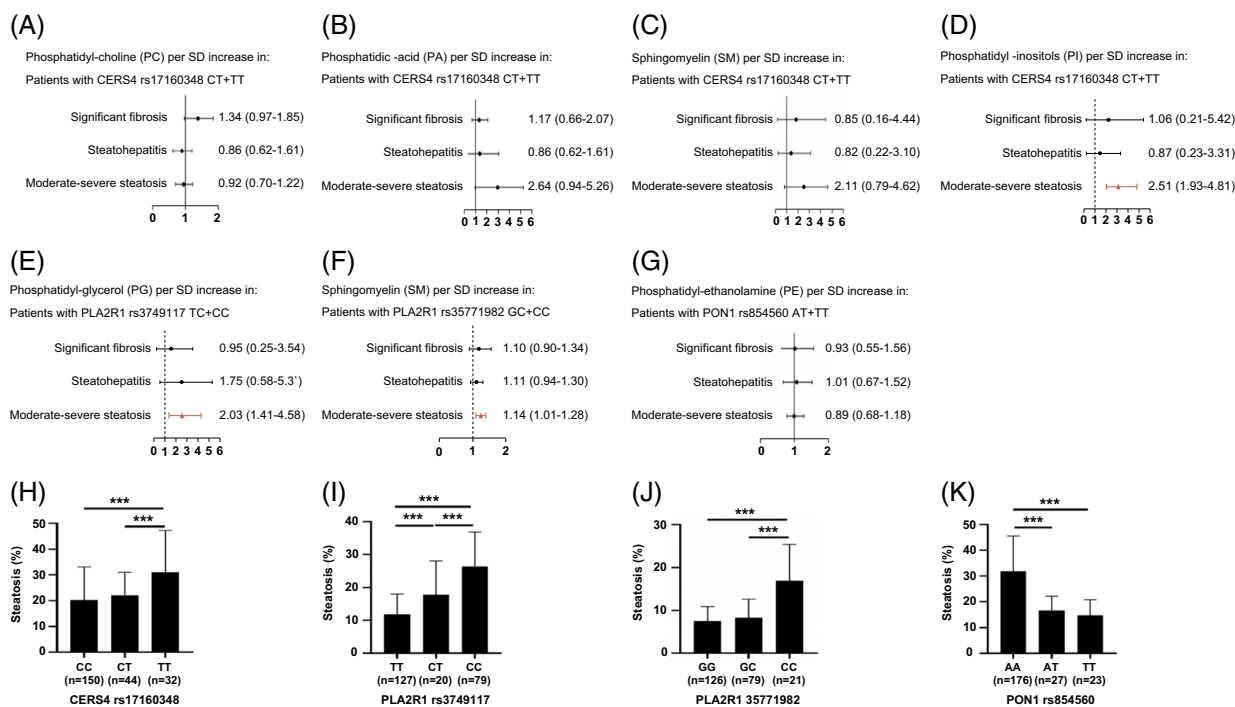 (A)
Phosphatidyl-choline (PC) per SD increase in:
Patients with CERS4 rs17160348 CT+TT
Significant fibrosis 1.34 (0.97-1.85)
Steatohepatitis 0.86 (0.62-1.61)
Moderate-severe steatosis 0.92 (0.70-1.22)
0 1 2
(B)
Phosphatidic -acid (PA) per SD increase in:
Patients with CERS4 rs17160348 CT+TT
Significant fibrosis 1.17 (0.66-2.07)
Steatohepatitis 0.86 (0.62-1.61)
Moderate-severe steatosis 2.64 (0.94-5.26)
0 1 2 3 4 5 6
(C)
Sphingomyelin (SM) per SD increase in:
Patients with CERS4 rs17160348 CT+TT
Significant fibrosis 0.85 (0.16-4.44)
Steatohepatitis 0.82 (0.22-3.10)
Moderate-severe steatosis 2.11 (0.79-4.62)
0 1 2 3 4 5 6
(D)
Phosphatidyl -inositols (PI) per SD increase in:
Patients with CERS4 rs17160348 CT+TT
Significant fibrosis 1.06 (0.21-5.42)
Steatohepatitis 0.87 (0.23-3.31)
Moderate-severe steatosis 2.51 (1.93-4.81)
0 1 2 3 4 5 6
(E)
Phosphatidyl-glycerol (PG) per SD increase in:
Patients with PLA2R1 rs3749117 TC+CC
Significant fibrosis 0.95 (0.25-3.54)
Steatohepatitis 1.75 (0.58-5.3`)
Moderate-severe steatosis 2.03 (1.41-4.58)
0 1 2 3 4 5 6
(F)
Sphingomyelin (SM) per SD increase in:
Patients with PLA2R1 rs35771982 GC+CC
Significant fibrosis 1.10 (0.90-1.34)
Steatohepatitis 1.11 (0.94-1.30)
Moderate-severe steatosis 1.14 (1.01-1.28)
0 1 2
(G)
Phosphatidyl-ethanolamine (PE) per SD increase in:
Patients with PON1 rs854560 AT+TT
Significant fibrosis 0.93 (0.55-1.56)
Steatohepatitis 1.01 (0.67-1.52)
Moderate-severe steatosis 0.89 (0.68-1.18)
0 1 2
(H)
***
***
Steatosis (%)
50
40
30
20
10
0
CC CT TT
(n=150) (n=44) (n=32)
CERS4 rs17160348
(I)
***
*** ***
Steatosis (%)
40
30
20
10
0
TT CT CC
(n=127) (n=20) (n=79)
PLA2R1 rs3749117
(J)
***
***
Steatosis (%)
30
20
10
0
GG GC CC
(n=126) (n=79) (n=21)
PLA2R1 35771982
(K)
***
***
Steatosis (%)
50
40
30
20
10
0
AA AT TT
(n=176) (n=27) (n=23)
PON1 rs854560